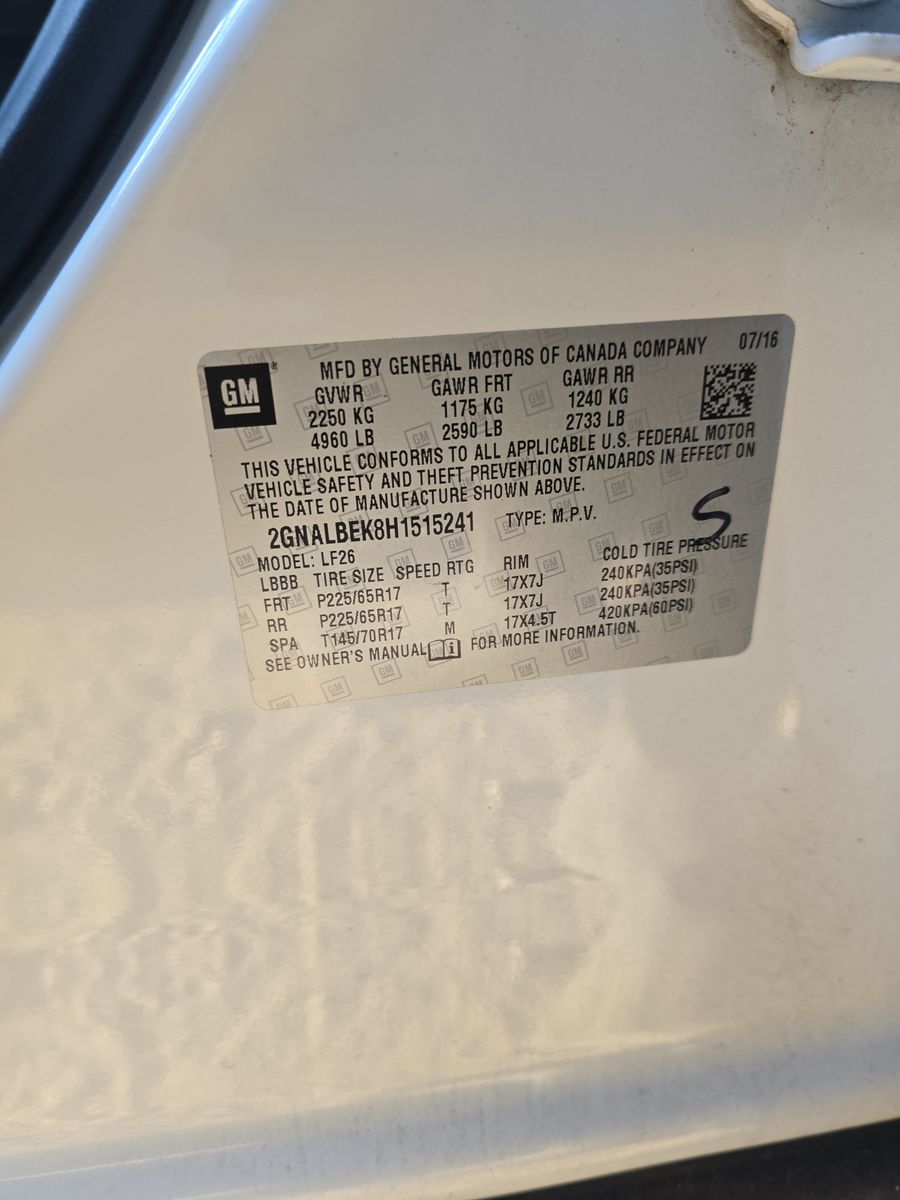 GM
MFD BY GENERAL MOTORS OF CANADA COMPANY 07/16
GVWR GAWR FRT GAWR RR
2250 KG 1175 KG 1240 KG
4960 LB 2590 LB 2733 LB
THIS VEHICLE CONFORMS TO ALL APPLICABLE U.S. FEDERAL MOTOR
VEHICLE SAFETY AND THEFT PREVENTION STANDARDS IN EFFECT ON
THE DATE OF MANUFACTURE SHOWN ABOVE.
2GNALBEK8H1515241 TYPE: M.P.V. S
MODEL: LF26
LBBB TIRE SIZE SPEED RTG RIM COLD TIRE PRESSURE
FRT P225/65R17 T 17X7J 240KPA(35PSI)
RR P225/65R17 T 17X7J 240KPA(35PSI)
SPA T145/70R17 M 17X4.5T 420KPA(60PSI)
SEE OWNER'S MANUAL FOR MORE INFORMATION.